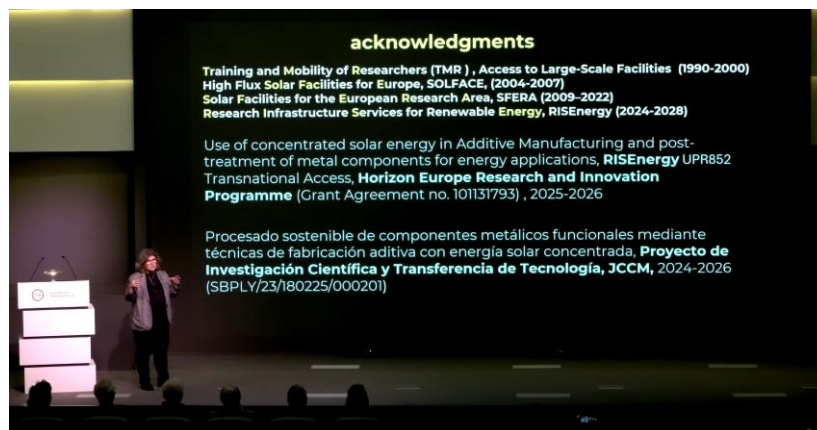 acknowledgments
Training and Mobility of Researchers (TMR ) , Access to Large-Scale Facilities (1990-2000)
High Flux Solar Facilities for Europe, SOLFACE, (2004-2007)
Solar Facilities for the European Research Area, SFERA (2009–2022)
Research Infrastructure Services for Renewable Energy, RISEnergy (2024-2028)
Use of concentrated solar energy in Additive Manufacturing and post-
treatment of metal components for energy applications, RISEnergy UPR852
Transnational Access, Horizon Europe Research and Innovation
Programme (Grant Agreement no. 101131793) , 2025-2026
Procesado sostenible de componentes metálicos funcionales mediante
técnicas de fabricación aditiva con energía solar concentrada, Proyecto de
Investigación Científica y Transferencia de Tecnología, JCCM, 2024-2026
(SBPLY/23/180225/000201)